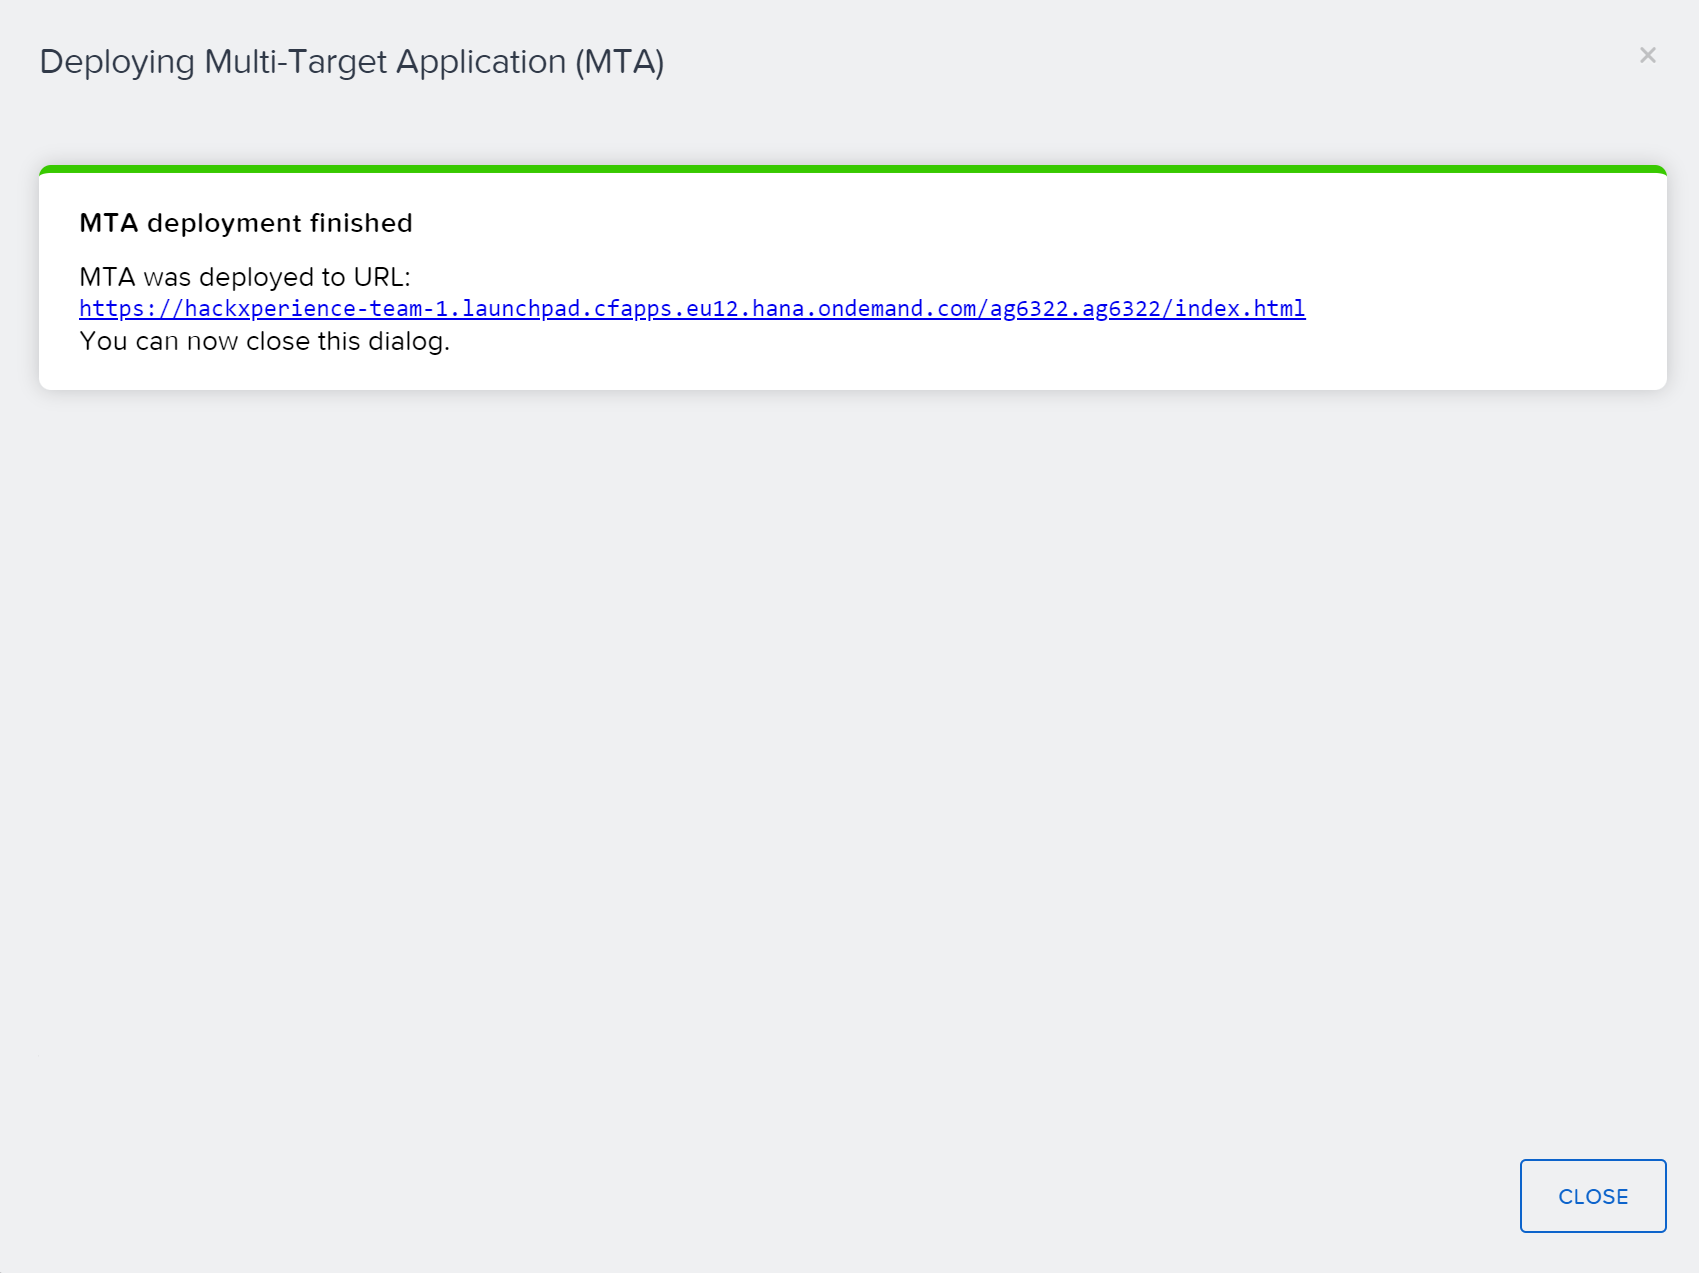 Deploying Multi-Target Application (MTA)
×
MTA deployment finished
MTA was deployed to URL:
https://hackxperience-team-1.launchpad.cfapps.eu12.hana.ondemand.com/ag6322.ag6322/index.html
You can now close this dialog.
CLOSE